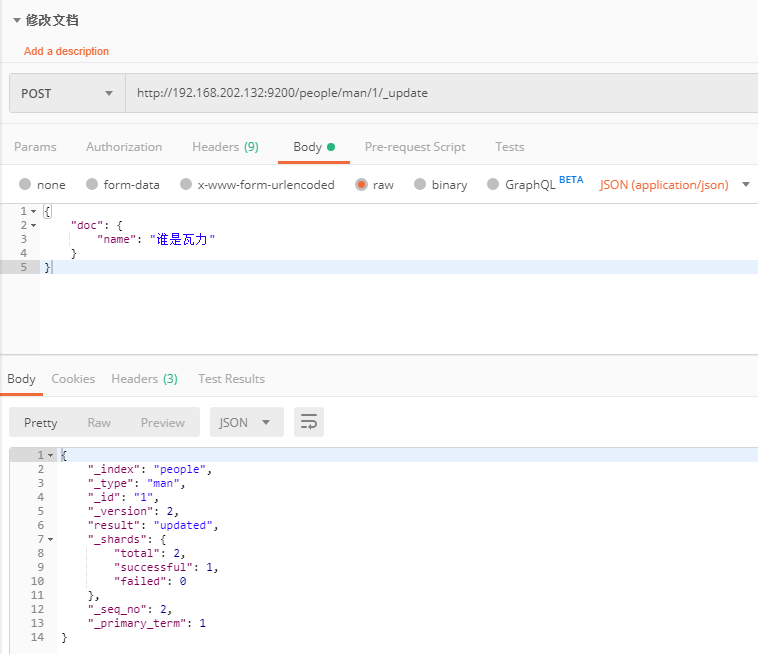 修改文档
Add a description
POST http://192.168.202.132:9200/people/man/1/_update
Params Authorization Headers (9) Body Pre-request Script Tests
none form-data x-www-form-urlencoded raw binary GraphQL BETA JSON (application/json)
1 {
2 "doc": {
3 "name": "谁是瓦力"
4 }
5 }
Body Cookies Headers (3) Test Results
Pretty Raw Preview JSON
1 {
2 "_index": "people",
3 "_type": "man",
4 "_id": "1",
5 "_version": 2,
6 "result": "updated",
7 "_shards": {
8 "total": 2,
9 "successful": 1,
10 "failed": 0
11 },
12 "_seq_no": 2,
13 "_primary_term": 1
14 }